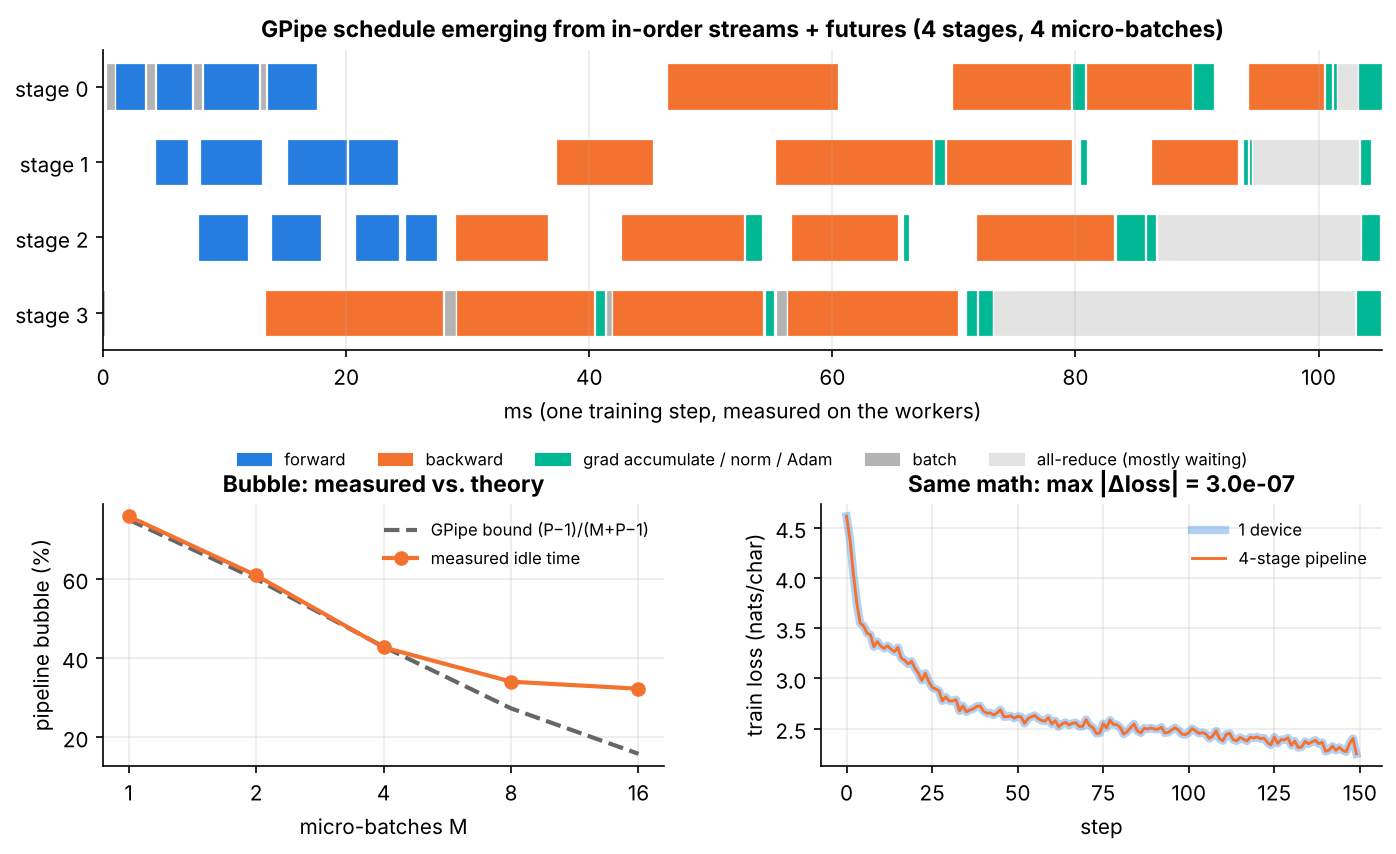 GPipe schedule emerging from in-order streams + futures (4 stages, 4 micro-batches)
stage 0
stage 1
stage 2
stage 3
0 20 40 60 80 100
ms (one training step, measured on the workers)
forward backward grad accumulate / norm / Adam batch all-reduce (mostly waiting)
Bubble: measured vs. theory
GPipe bound (P−1)/(M+P−1)
measured idle time
pipeline bubble (%)
60
40
20
1 2 4 8 16
micro-batches M
Same math: max |Δloss| = 3.0e-07
1 device
4-stage pipeline
train loss (nats/char)
4.5
4.0
3.5
3.0
2.5
0 25 50 75 100 125 150
step